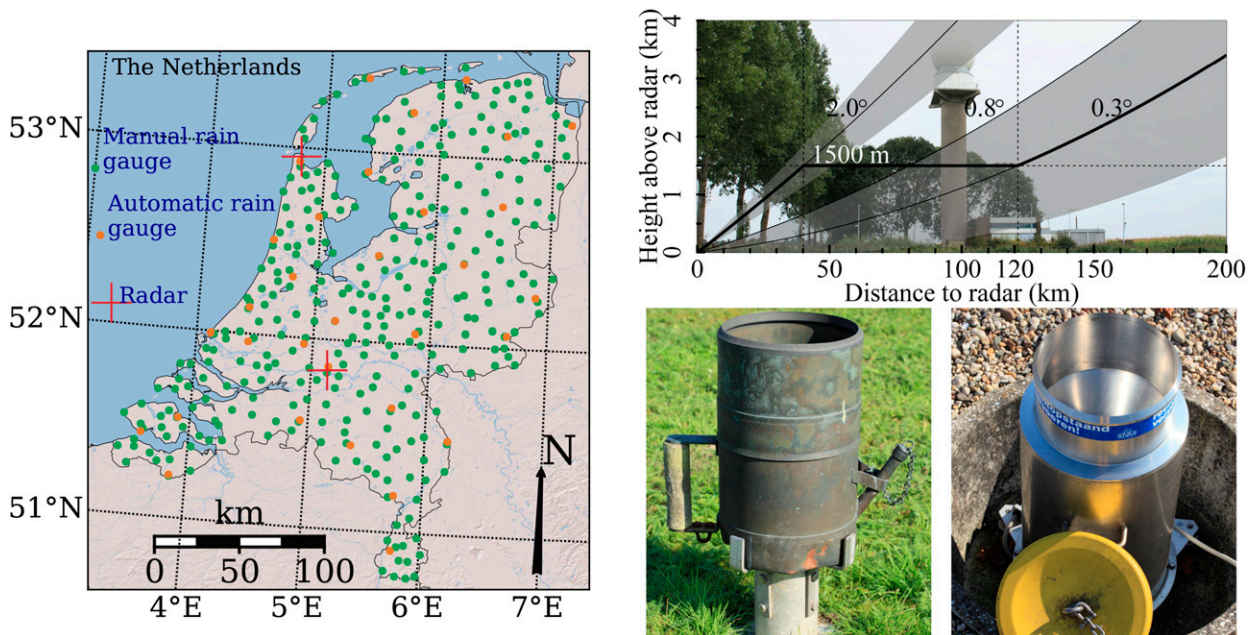 The Netherlands
53°N
Manual rain
gauge
Automatic rain
gauge
Radar
52°N
51°N
N
km
0 50 100
4°E 5°E 6°E 7°E
Height above radar (km)
4
3
2
1
0
2.0° 0.8° 0.3°
1500 m
0 50 100 120 150 200
Distance to radar (km)
KNMI